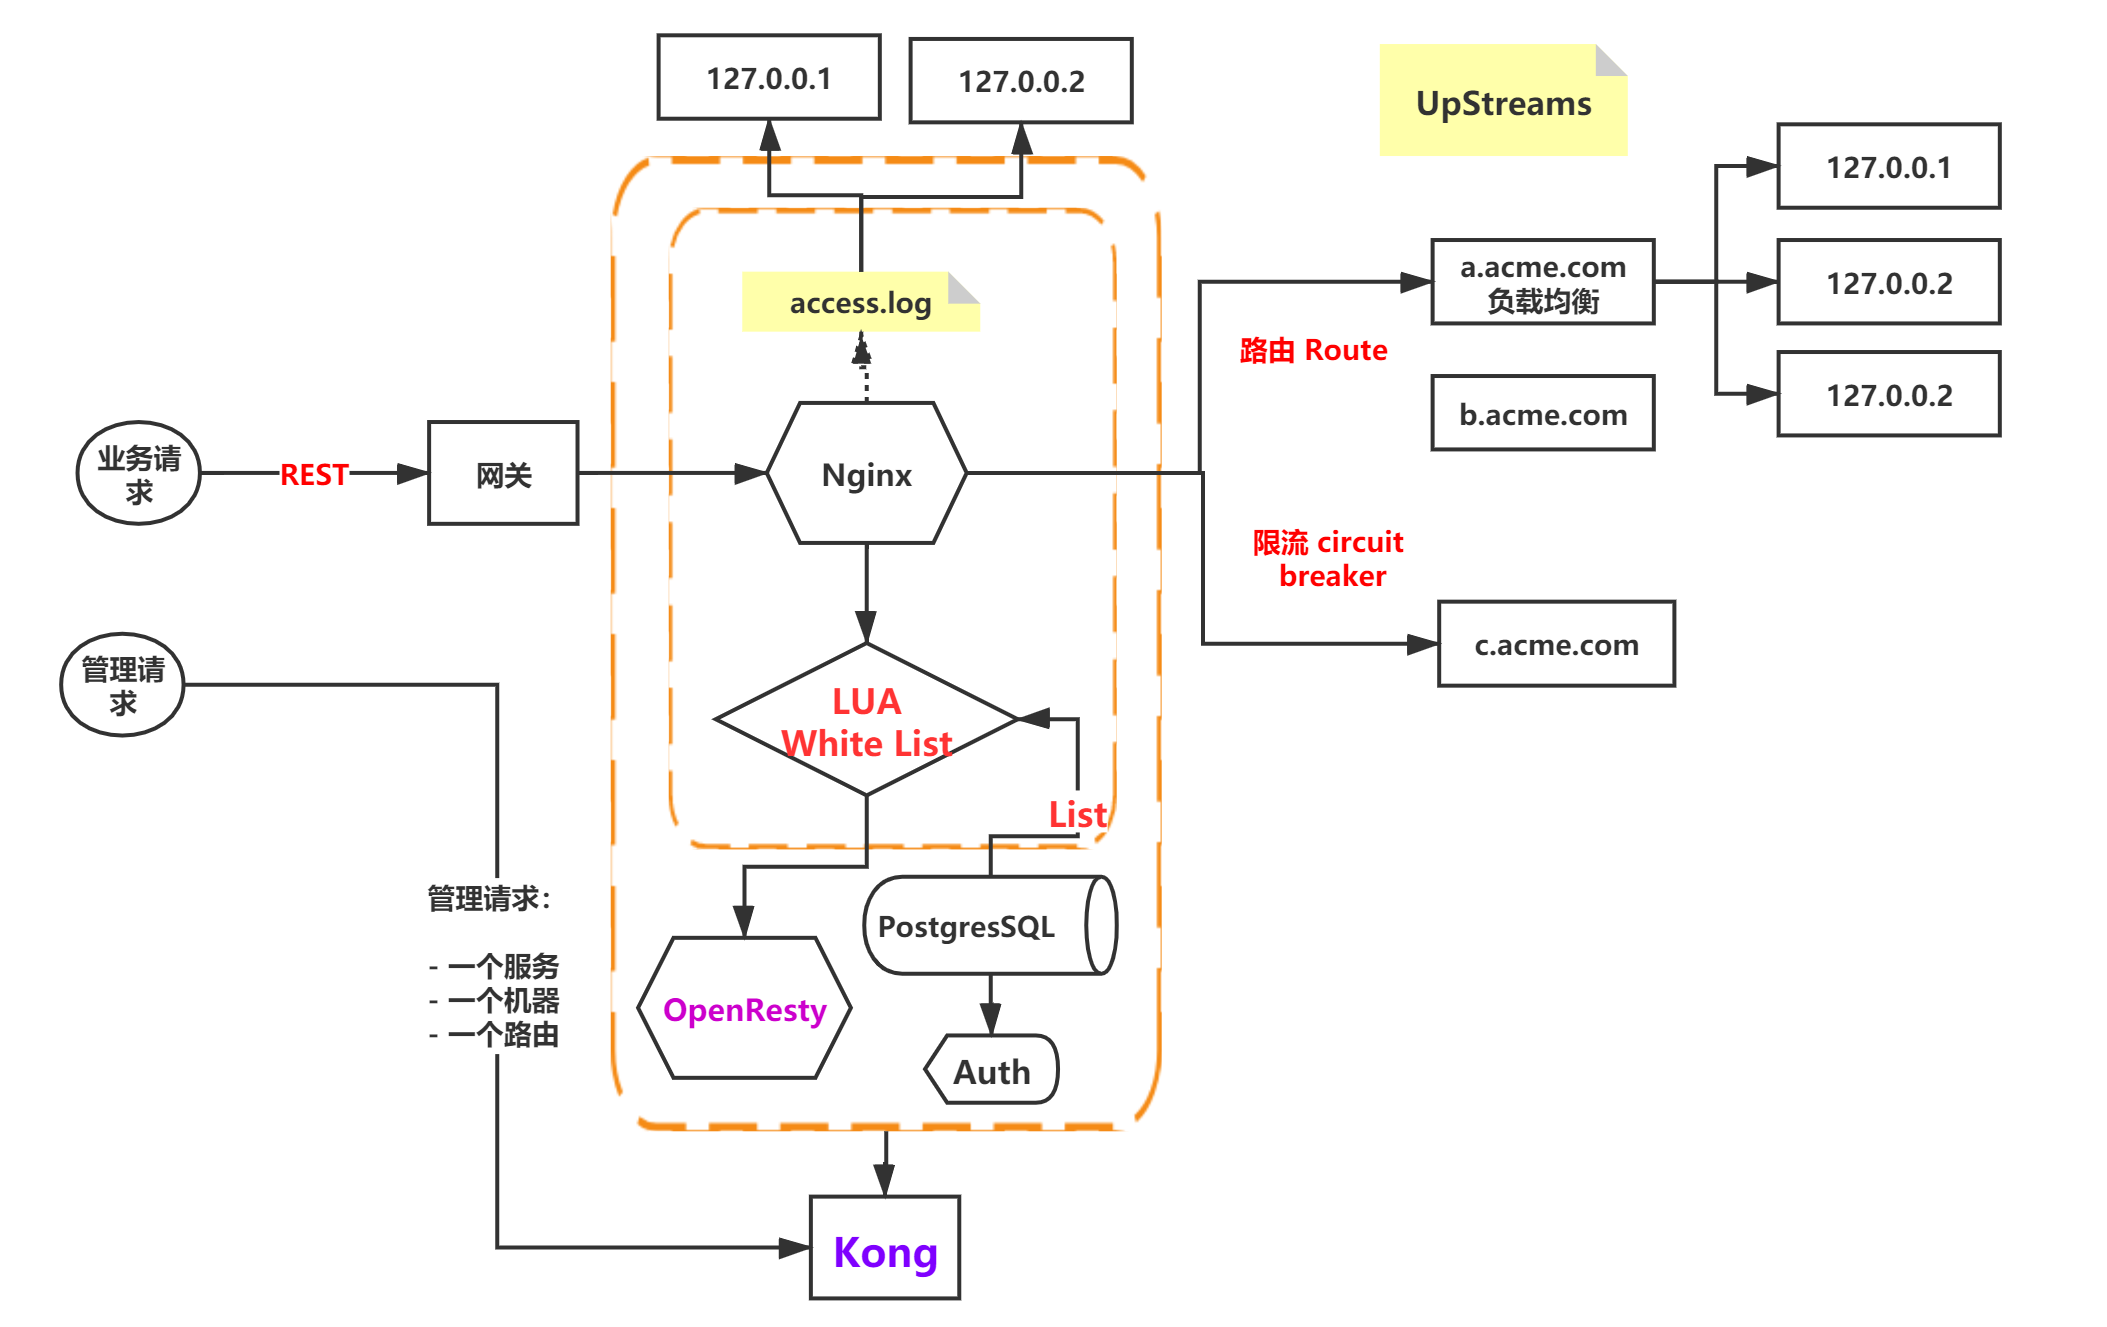 127.0.0.1
127.0.0.2
UpStreams
127.0.0.1
a.acme.com
负载均衡
127.0.0.2
access.log
路由 Route
127.0.0.2
b.acme.com
业务请
求
REST
网关
Nginx
限流 circuit
breaker
c.acme.com
管理请
求
LUA
White List
List
管理请求：
- 一个服务
- 一个机器
- 一个路由
PostgresSQL
OpenResty
Auth
Kong